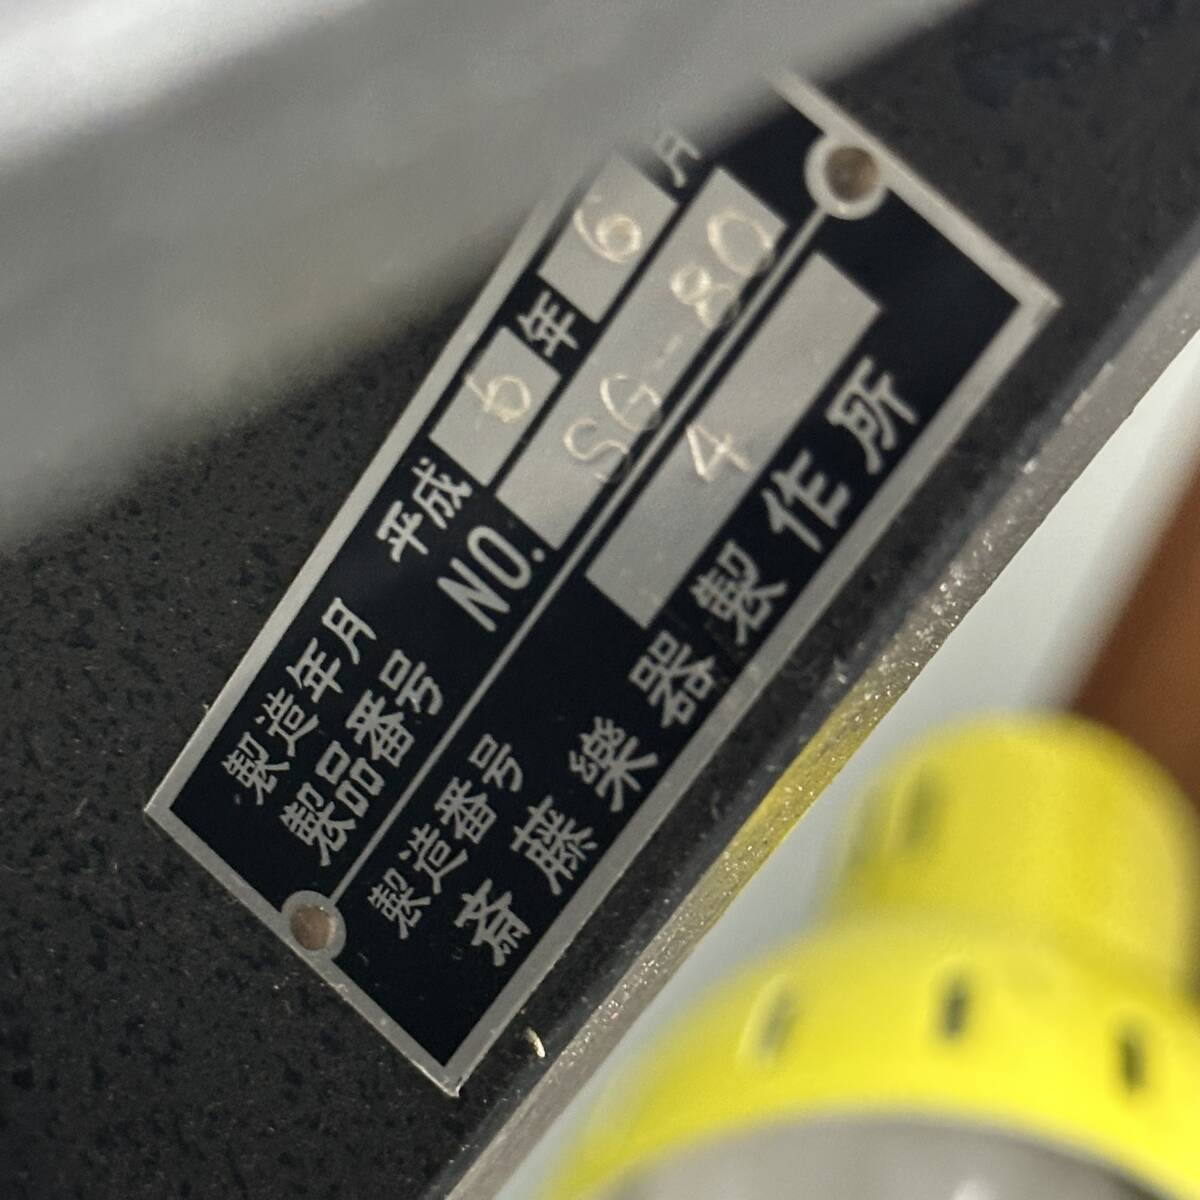 製造年月 平成 6 年 6 月
製品番号 NO. SG-80
製造番号 4
斎藤樂器製作所